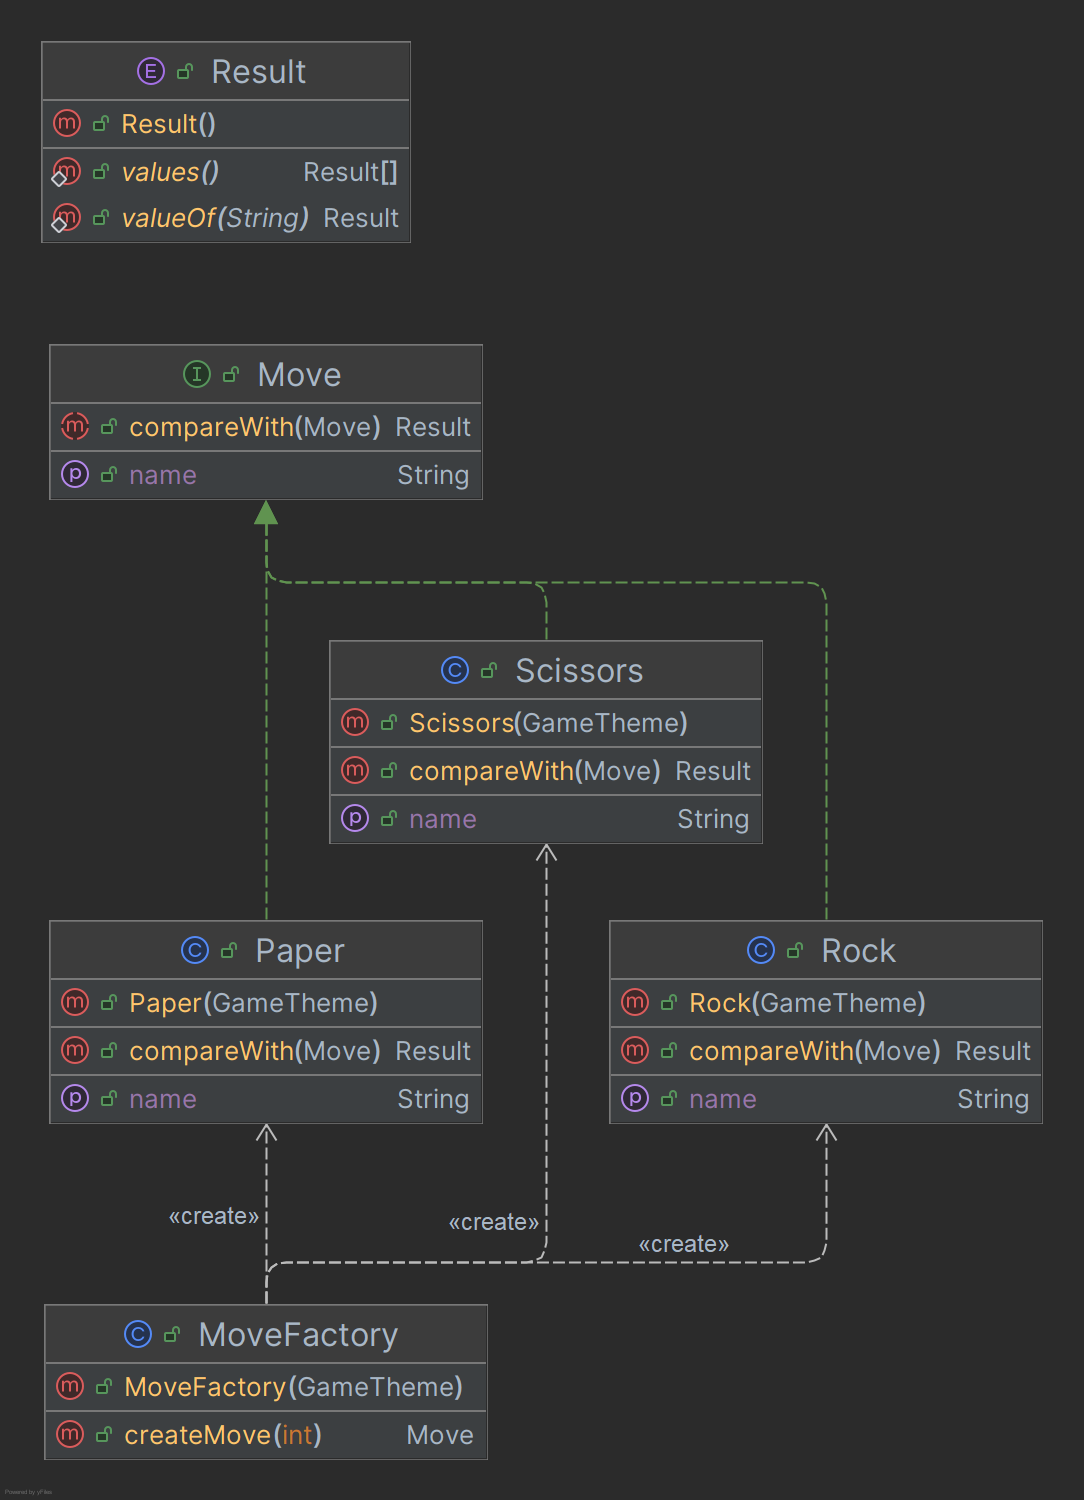 Result
Result()
values() Result[]
valueOf(String) Result
Move
compareWith(Move) Result
name String
Scissors
Scissors(GameTheme)
compareWith(Move) Result
name String
Paper
Paper(GameTheme)
compareWith(Move) Result
name String
Rock
Rock(GameTheme)
compareWith(Move) Result
name String
«create»
«create»
«create»
MoveFactory
MoveFactory(GameTheme)
createMove(int) Move
Powered by yFiles